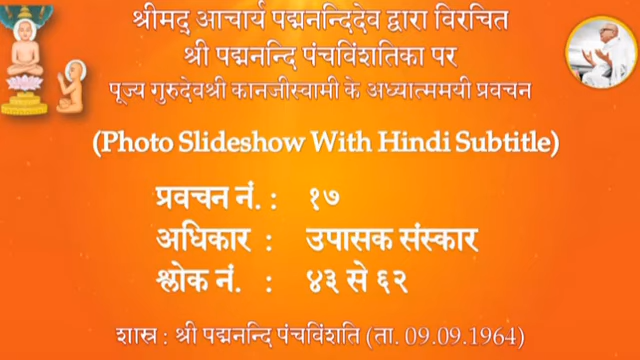 श्रीमद् आचार्य पद्मनन्दिदेव द्वारा विरचित
श्री पद्मनन्दि पंचविंशतिका पर
पूज्य गुरुदेवश्री कानजीस्वामी के अध्यात्ममयी प्रवचन
(Photo Slideshow With Hindi Subtitle)
प्रवचन नं. : १७
अधिकार : उपासक संस्कार
श्लोक नं. : ४३ से ६२
शास्त्र : श्री पद्मनन्दि पंचविंशति (ता. 09.09.1964)